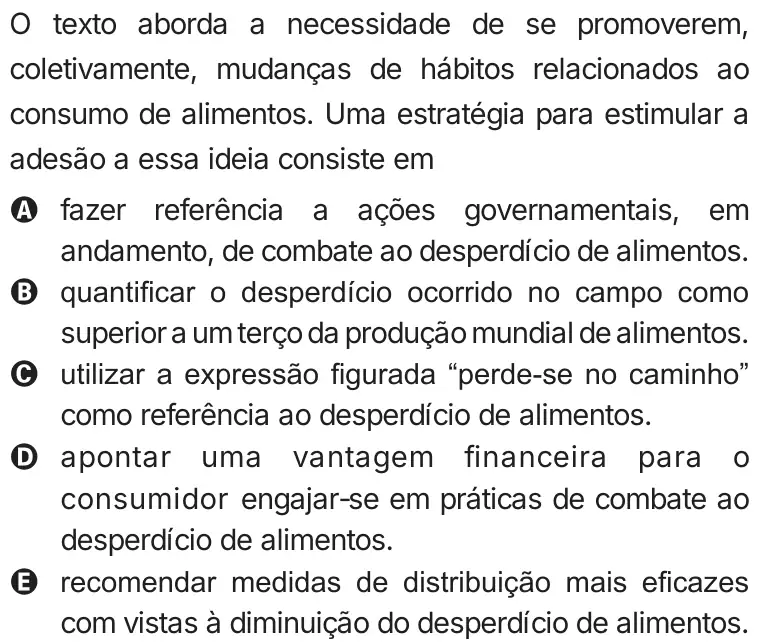 O texto aborda a necessidade de se promoverem,
coletivamente, mudanças de hábitos relacionados ao
consumo de alimentos. Uma estratégia para estimular a
adesão a essa ideia consiste em
A fazer referência a ações governamentais, em
andamento, de combate ao desperdício de alimentos.
B quantificar o desperdício ocorrido no campo como
superior a um terço da produção mundial de alimentos.
C utilizar a expressão figurada “perde-se no caminho”
como referência ao desperdício de alimentos.
D apontar uma vantagem financeira para o
consumidor engajar-se em práticas de combate ao
desperdício de alimentos.
E recomendar medidas de distribuição mais eficazes
com vistas à diminuição do desperdício de alimentos.